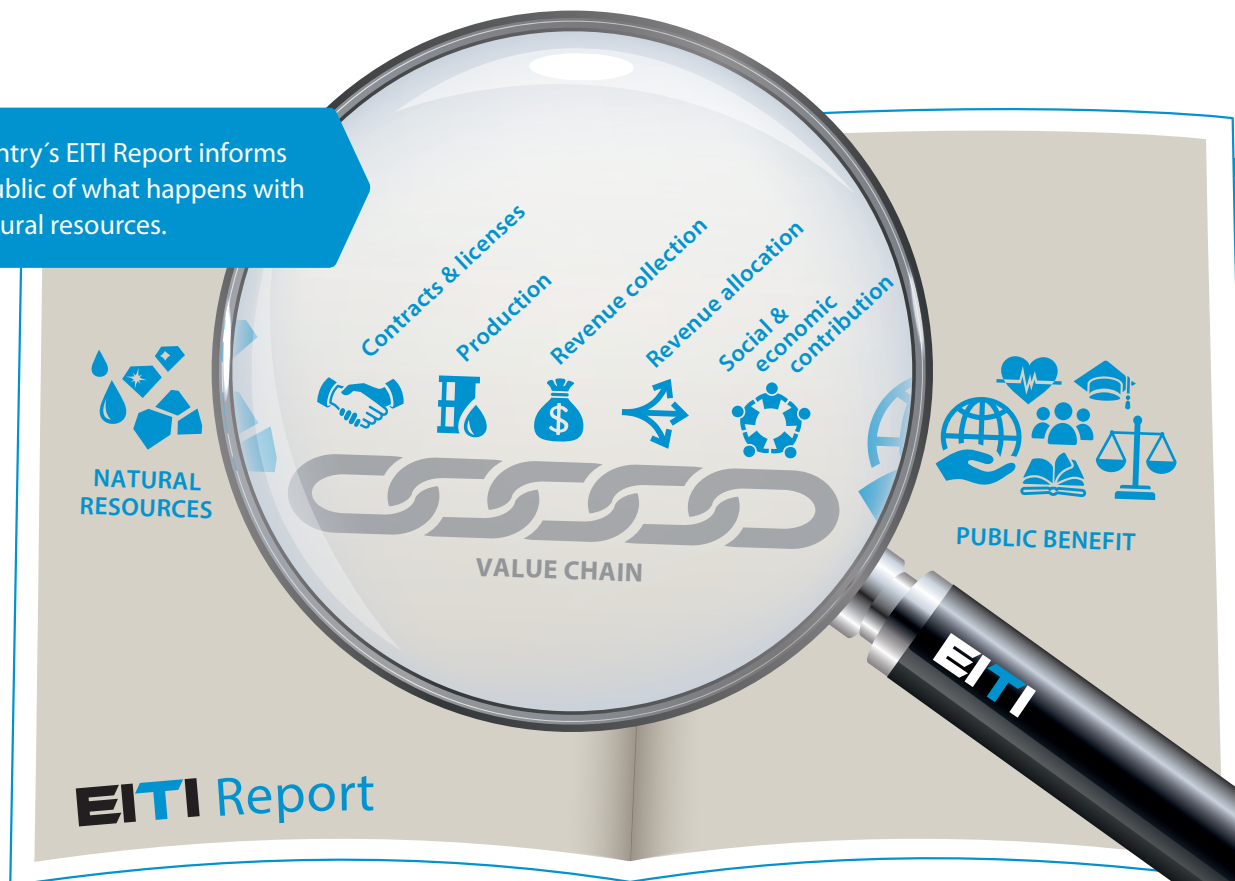 ntry´s EITI Report informs
ublic of what happens with
ural resources.
Contracts & licenses
Production
Revenue collection
Revenue allocation
Social &
economic
contribution
$
NATURAL
RESOURCES
VALUE CHAIN
PUBLIC BENEFIT
EITI
EITI Report